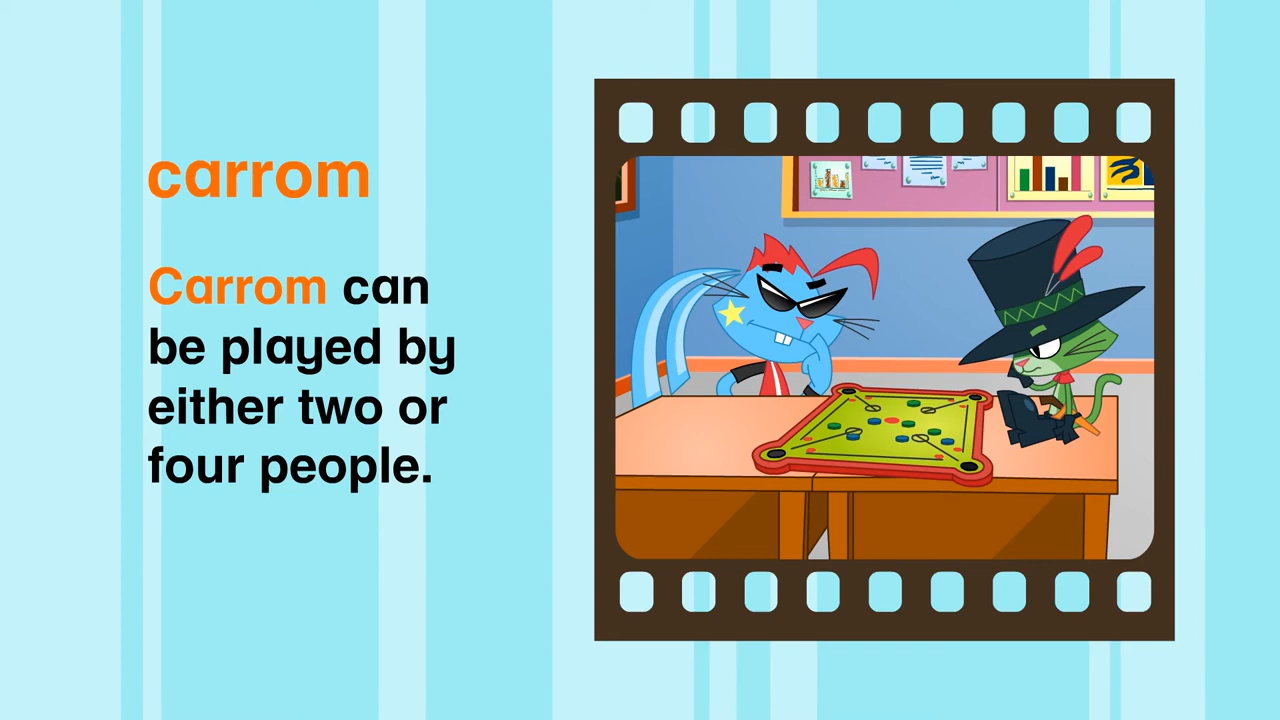 carrom
Carrom can
be played by
either two or
four people.